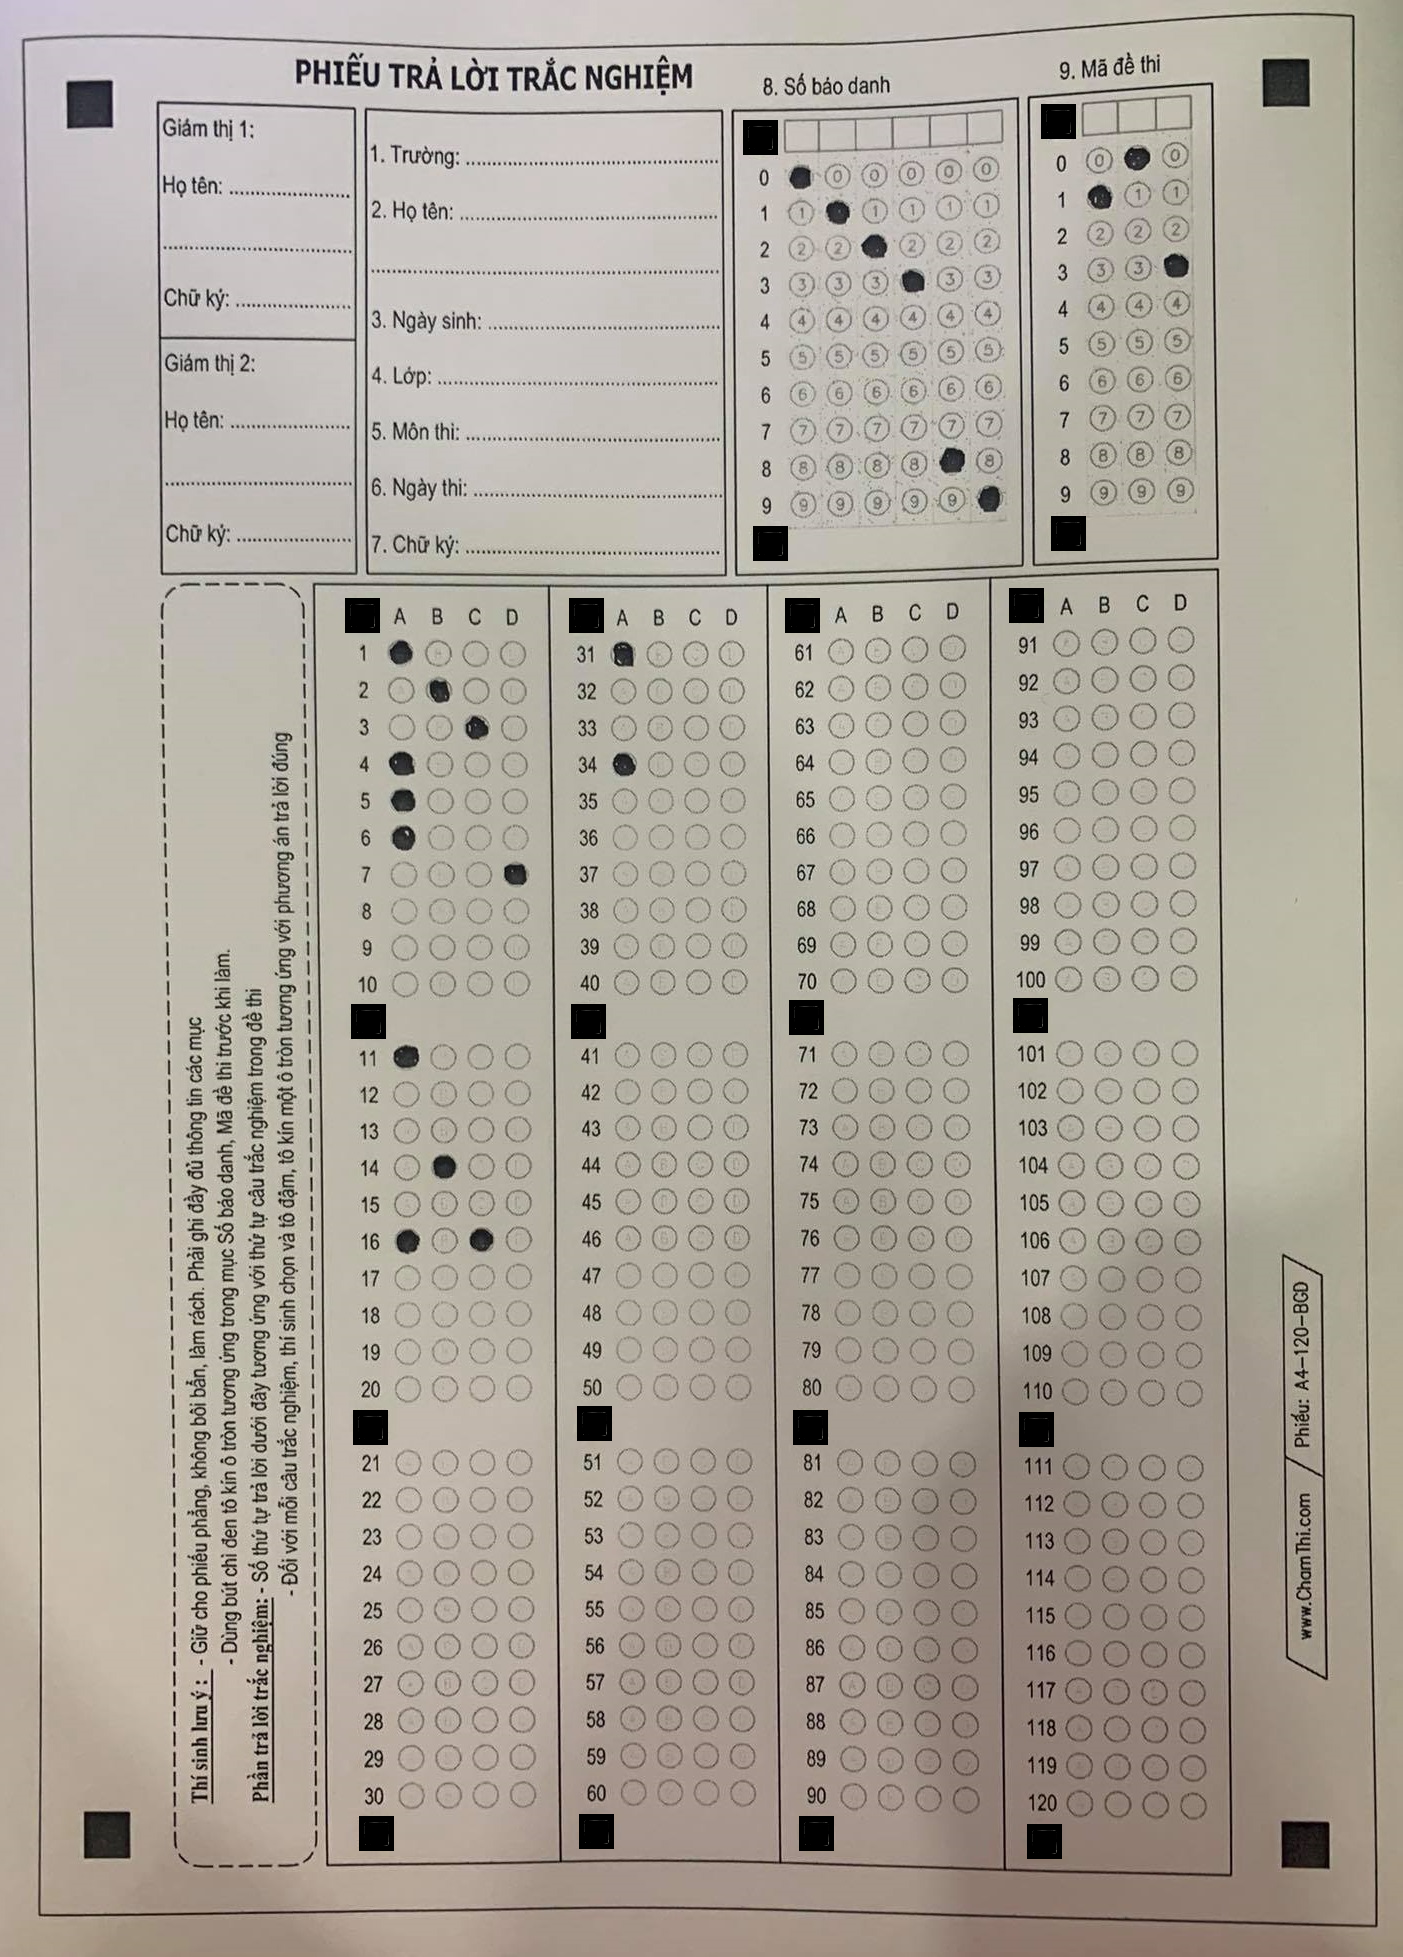 PHIẾU TRẢ LỜI TRẮC NGHIỆM
Giám thị 1:
Họ tên: ........................
........................
Chữ ký: ........................
Giám thị 2:
Họ tên: ........................
........................
Chữ ký: ........................
1. Trường: ........................
2. Họ tên: ........................
........................
3. Ngày sinh: ........................
4. Lớp: ........................
5. Môn thi: ........................
6. Ngày thi: ........................
7. Chữ ký: ........................
8. Số báo danh
0 0 0 0 0 0
1 1 1 1 1 1
2 2 2 2 2 2
3 3 3 3 3 3
4 4 4 4 4 4 4
5 5 5 5 5 5 5
6 6 6 6 6 6 6
7 7 7 7 7 7 7
8 8 8 8 8 8
9 9 9 9 9 9
9. Mã đề thi
0 0 0
1 1 1
2 2 2 2
3 3 3
4 4 4 4
5 5 5 5
6 6 6 6
7 7 7 7
8 8 8 8
9 9 9 9
Thí sinh lưu ý : - Giữ cho phiếu phẳng, không bôi bẩn, làm rách. Phải ghi đầy đủ thông tin các mục
- Dùng bút chì đen tô kín ô tròn tương ứng trong mục Số báo danh, Mã đề thi trước khi làm.
Phần trả lời trắc nghiệm: - Số thứ tự trả lời dưới đây tương ứng với thứ tự câu trắc nghiệm trong đề thi
- Đối với mỗi câu trắc nghiệm, thí sinh chọn và tô đậm, tô kín một ô tròn tương ứng với phương án trả lời đúng
A B C D
1
2
3
4
5
6
7
8
9
10
11
12
13
14
15
16
17
18
19
20
21
22
23
24
25
26
27
28
29
30
A B C D
31
32
33
34
35
36
37
38
39
40
41
42
43
44
45
46
47
48
49
50
51
52
53
54
55
56
57
58
59
60
A B C D
61
62
63
64
65
66
67
68
69
70
71
72
73
74
75
76
77
78
79
80
81
82
83
84
85
86
87
88
89
90
A B C D
91
92
93
94
95
96
97
98
99
100
101
102
103
104
105
106
107
108
109
110
111
112
113
114
115
116
117
118
119
120
www.ChamThi.com
Phiếu: A4-120-BGD